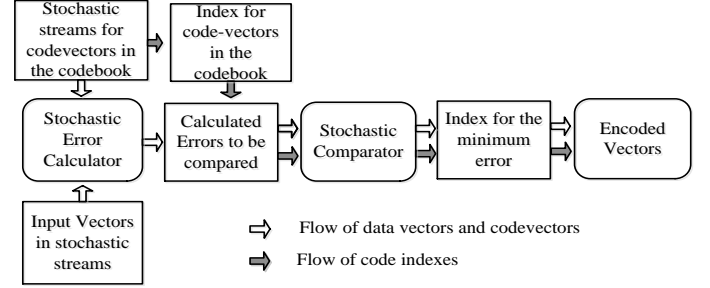 Stochastic
streams for
codevectors in
the codebook
Index for
code-vectors
in the
codebook
Stochastic
Error
Calculator
Calculated
Errors to be
compared
Stochastic
Comparator
Index for the
minimum
error
Encoded
Vectors
Input Vectors
in stochastic
streams
Flow of data vectors and codevectors
Flow of code indexes